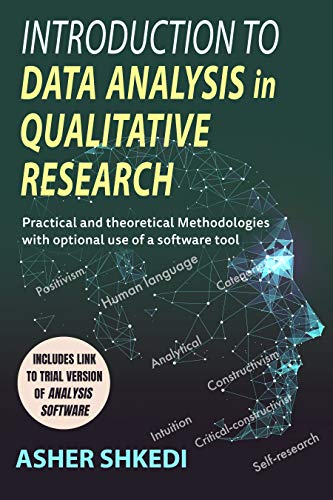 INTRODUCTION TO
DATA ANALYSIS in
QUALITATIVE
RESEARCH
Practical and theoretical Methodologies
with optional use of a software tool
Positivism
Human language
Analytical
Constructivism
Intuition
Critical-constructivist
Self-research
INCLUDES LINK
TO TRIAL VERSION
OF ANALYSIS
SOFTWARE
ASHER SHKEDI